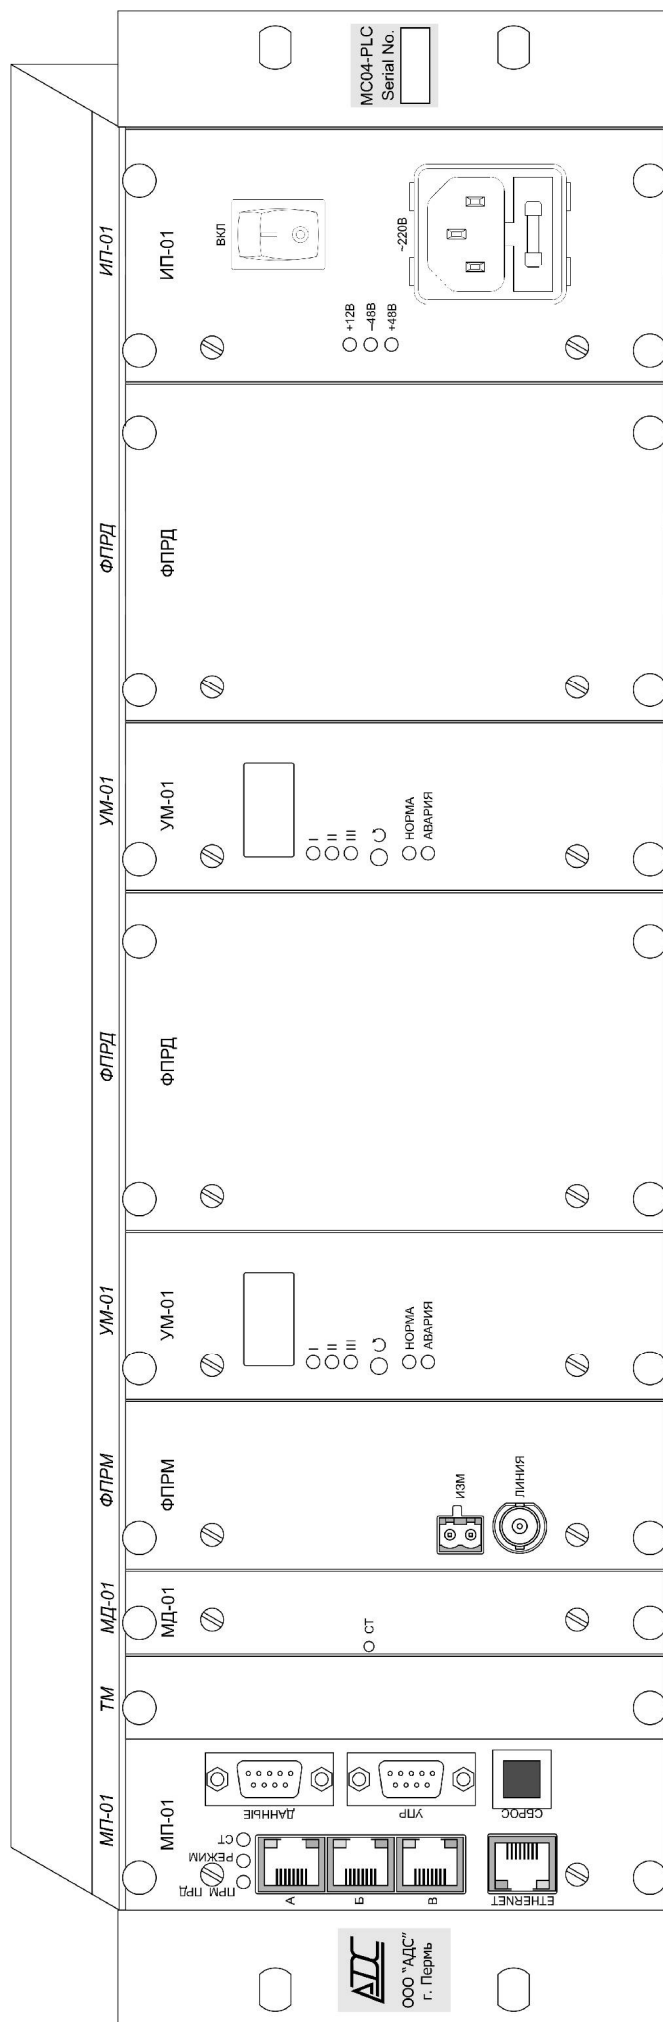 МП-01
ТМ
МД-01
ФПРМ
УМ-01
ФПРД
УМ-01
ФПРД
ИП-01
АДС
ООО "АДС"
г. Пермь
МП-01
ПРМ ПРД
РЕЖИМ
СТ
А
Б
В
ETHERNET
ДАННЫЕ
УПР
СБРОС
МД-01
СТ
ФПРМ
ИЗМ
ЛИНИЯ
УМ-01
I
II
III
НОРМА
АВАРИЯ
ФПРД
УМ-01
I
II
III
НОРМА
АВАРИЯ
ФПРД
ИП-01
ВКЛ
+12В
–48В
+48В
~220В
МС04-PLC
Serial No.